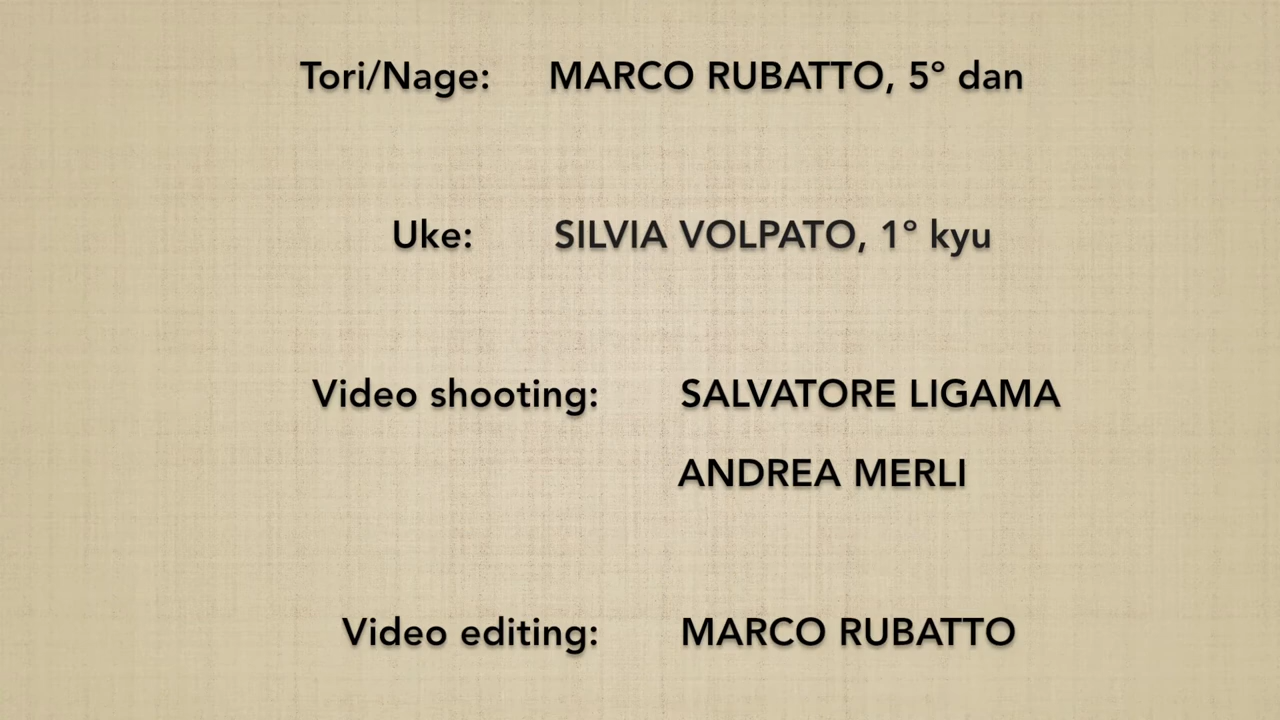 Tori/Nage: MARCO RUBATTO, 5° dan
Uke: SILVIA VOLPATO, 1° kyu
Video shooting: SALVATORE LIGAMA
ANDREA MERLI
Video editing: MARCO RUBATTO